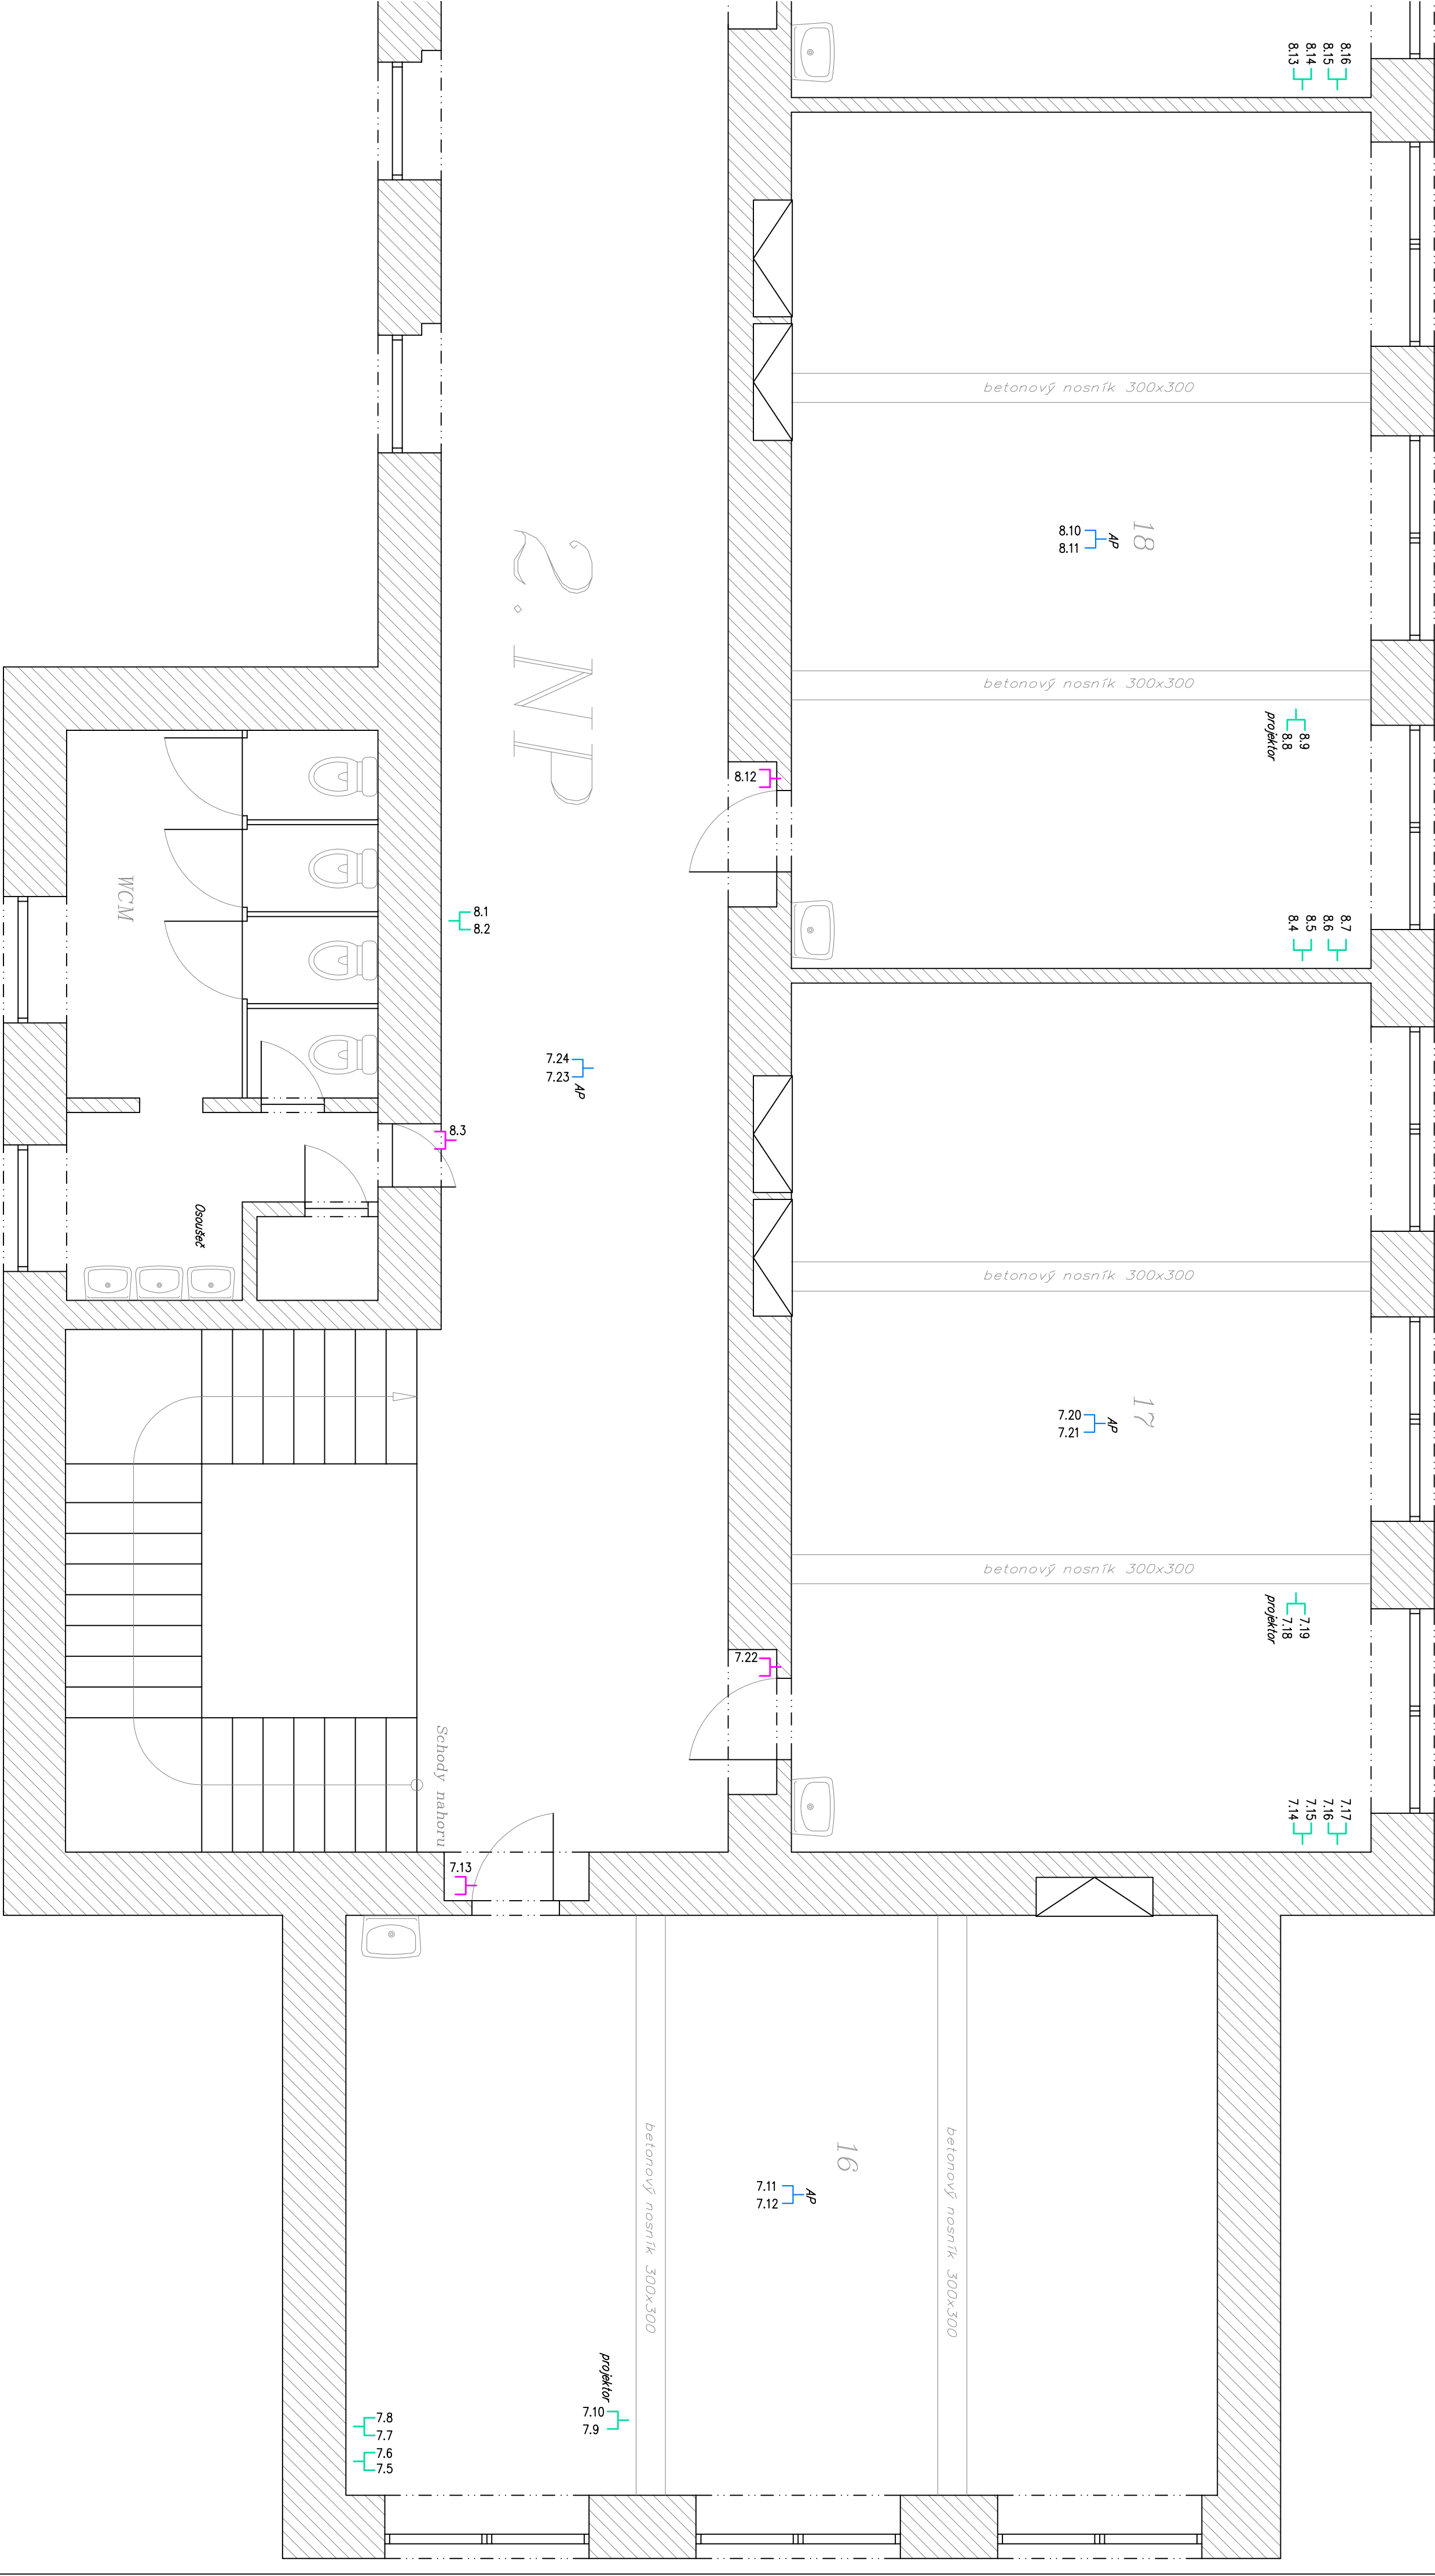 8.16
8.15
8.14
8.13
betonový nosník 300x300
18
8.10
8.11
AP
2.NP
betonový nosník 300x300
8.9
8.8
projektor
8.12
WCM
8.1
8.2
8.7
8.6
8.5
8.4
7.24
7.23
AP
8.3
Osoušeč
betonový nosník 300x300
17
7.20
7.21
AP
betonový nosník 300x300
7.19
7.18
projektor
7.22
Schody nahoru
7.17
7.16
7.15
7.14
7.13
16
betonový nosník 300x300
betonový nosník 300x300
7.11
7.12
AP
projektor
7.10
7.9
7.8
7.7
7.6
7.5